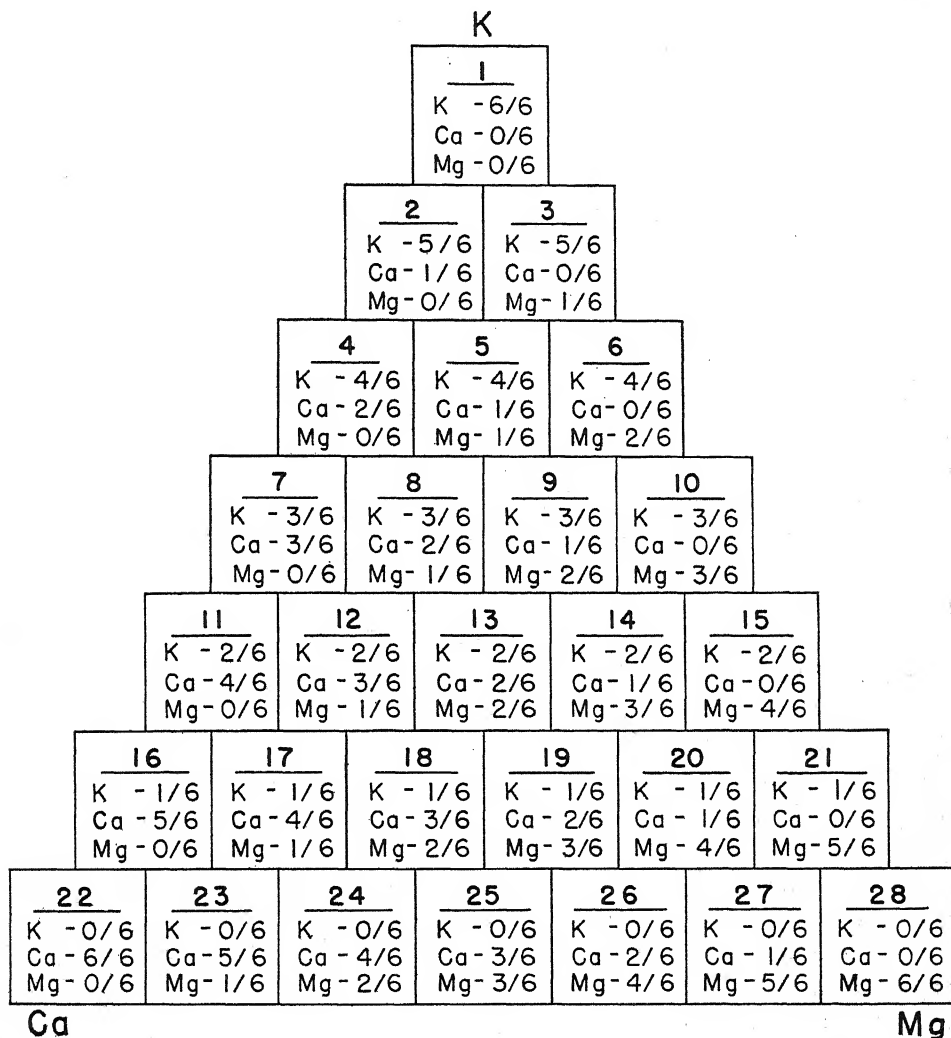 K
1
K - 6/6
Ca - 0/6
Mg - 0/6
2 3
K - 5/6 K - 5/6
Ca - 1/6 Ca - 0/6
Mg - 0/6 Mg - 1/6
4 5 6
K - 4/6 K - 4/6 K - 4/6
Ca - 2/6 Ca - 1/6 Ca - 0/6
Mg - 0/6 Mg - 1/6 Mg - 2/6
7 8 9 10
K - 3/6 K - 3/6 K - 3/6 K - 3/6
Ca - 3/6 Ca - 2/6 Ca - 1/6 Ca - 0/6
Mg - 0/6 Mg - 1/6 Mg - 2/6 Mg - 3/6
11 12 13 14 15
K - 2/6 K - 2/6 K - 2/6 K - 2/6 K - 2/6
Ca - 4/6 Ca - 3/6 Ca - 2/6 Ca - 1/6 Ca - 0/6
Mg - 0/6 Mg - 1/6 Mg - 2/6 Mg - 3/6 Mg - 4/6
16 17 18 19 20 21
K - 1/6 K - 1/6 K - 1/6 K - 1/6 K - 1/6 K - 1/6
Ca - 5/6 Ca - 4/6 Ca - 3/6 Ca - 2/6 Ca - 1/6 Ca - 0/6
Mg - 0/6 Mg - 1/6 Mg - 2/6 Mg - 3/6 Mg - 4/6 Mg - 5/6
22 23 24 25 26 27 28
K - 0/6 K - 0/6 K - 0/6 K - 0/6 K - 0/6 K - 0/6 K - 0/6
Ca - 6/6 Ca - 5/6 Ca - 4/6 Ca - 3/6 Ca - 2/6 Ca - 1/6 Ca - 0/6
Mg - 0/6 Mg - 1/6 Mg - 2/6 Mg - 3/6 Mg - 4/6 Mg - 5/6 Mg - 6/6
Ca Mg